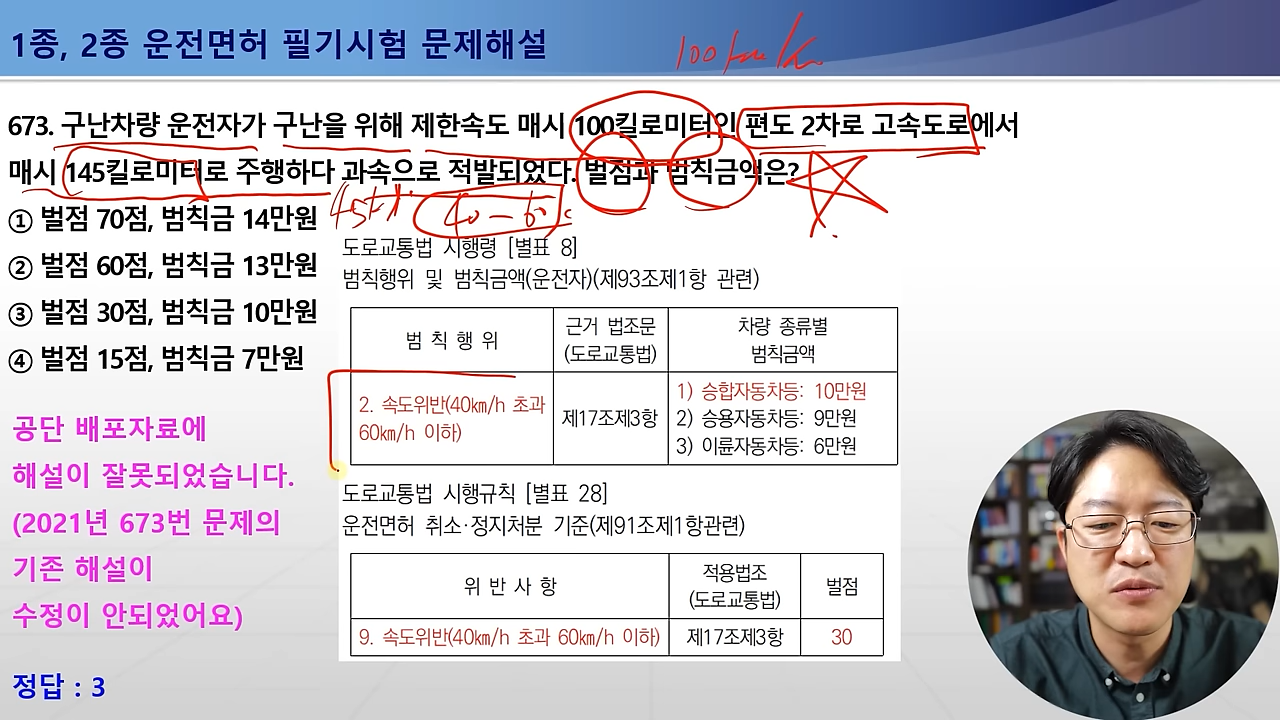 1종, 2종 운전면허 필기시험 문제해설
100km/h
673. 구난차량 운전자가 구난을 위해 제한속도 매시 100킬로미터인 편도 2차로 고속도로에서
매시 145킬로미터로 주행하다 과속으로 적발되었다. 벌점과 범칙금액은?
① 벌점 70점, 범칙금 14만원
② 벌점 60점, 범칙금 13만원
③ 벌점 30점, 범칙금 10만원
④ 벌점 15점, 범칙금 7만원
40-60
도로교통법 시행령 [별표 8]
범칙행위 및 범칙금액(운전자)(제93조제1항 관련)
범 칙 행 위
근거 법조문
(도로교통법)
차량 종류별
범칙금액
2. 속도위반(40㎞/h 초과
60㎞/h 이하)
제17조제3항
1) 승합자동차등: 10만원
2) 승용자동차등: 9만원
3) 이륜자동차등: 6만원
도로교통법 시행규칙 [별표 28]
운전면허 취소·정지처분 기준(제91조제1항관련)
위 반 사 항
적용법조
(도로교통법)
벌점
9. 속도위반(40㎞/h 초과 60㎞/h 이하)
제17조제3항
30
공단 배포자료에
해설이 잘못되었습니다.
(2021년 673번 문제의
기존 해설이
수정이 안되었어요)
정답 : 3